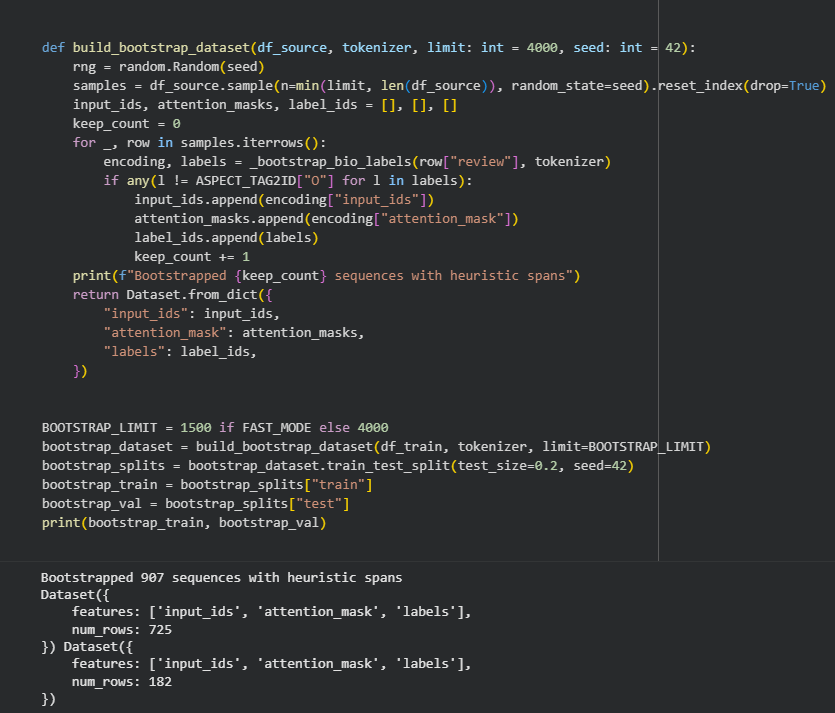 def build_bootstrap_dataset(df_source, tokenizer, limit: int = 4000, seed: int = 42):
    rng = random.Random(seed)
    samples = df_source.sample(n=min(limit, len(df_source)), random_state=seed).reset_index(drop=True)
    input_ids, attention_masks, label_ids = [], [], []
    keep_count = 0
    for _, row in samples.iterrows():
        encoding, labels = _bootstrap_bio_labels(row["review"], tokenizer)
        if any(l != ASPECT_TAG2ID["O"] for l in labels):
            input_ids.append(encoding["input_ids"])
            attention_masks.append(encoding["attention_mask"])
            label_ids.append(labels)
            keep_count += 1
    print(f"Bootstrapped {keep_count} sequences with heuristic spans")
    return Dataset.from_dict({
        "input_ids": input_ids,
        "attention_mask": attention_masks,
        "labels": label_ids,
    })
BOOTSTRAP_LIMIT = 1500 if FAST_MODE else 4000
bootstrap_dataset = build_bootstrap_dataset(df_train, tokenizer, limit=BOOTSTRAP_LIMIT)
bootstrap_splits = bootstrap_dataset.train_test_split(test_size=0.2, seed=42)
bootstrap_train = bootstrap_splits["train"]
bootstrap_val = bootstrap_splits["test"]
print(bootstrap_train, bootstrap_val)
Bootstrapped 907 sequences with heuristic spans
Dataset({
    features: ['input_ids', 'attention_mask', 'labels'],
    num_rows: 725
}) Dataset({
    features: ['input_ids', 'attention_mask', 'labels'],
    num_rows: 182
})